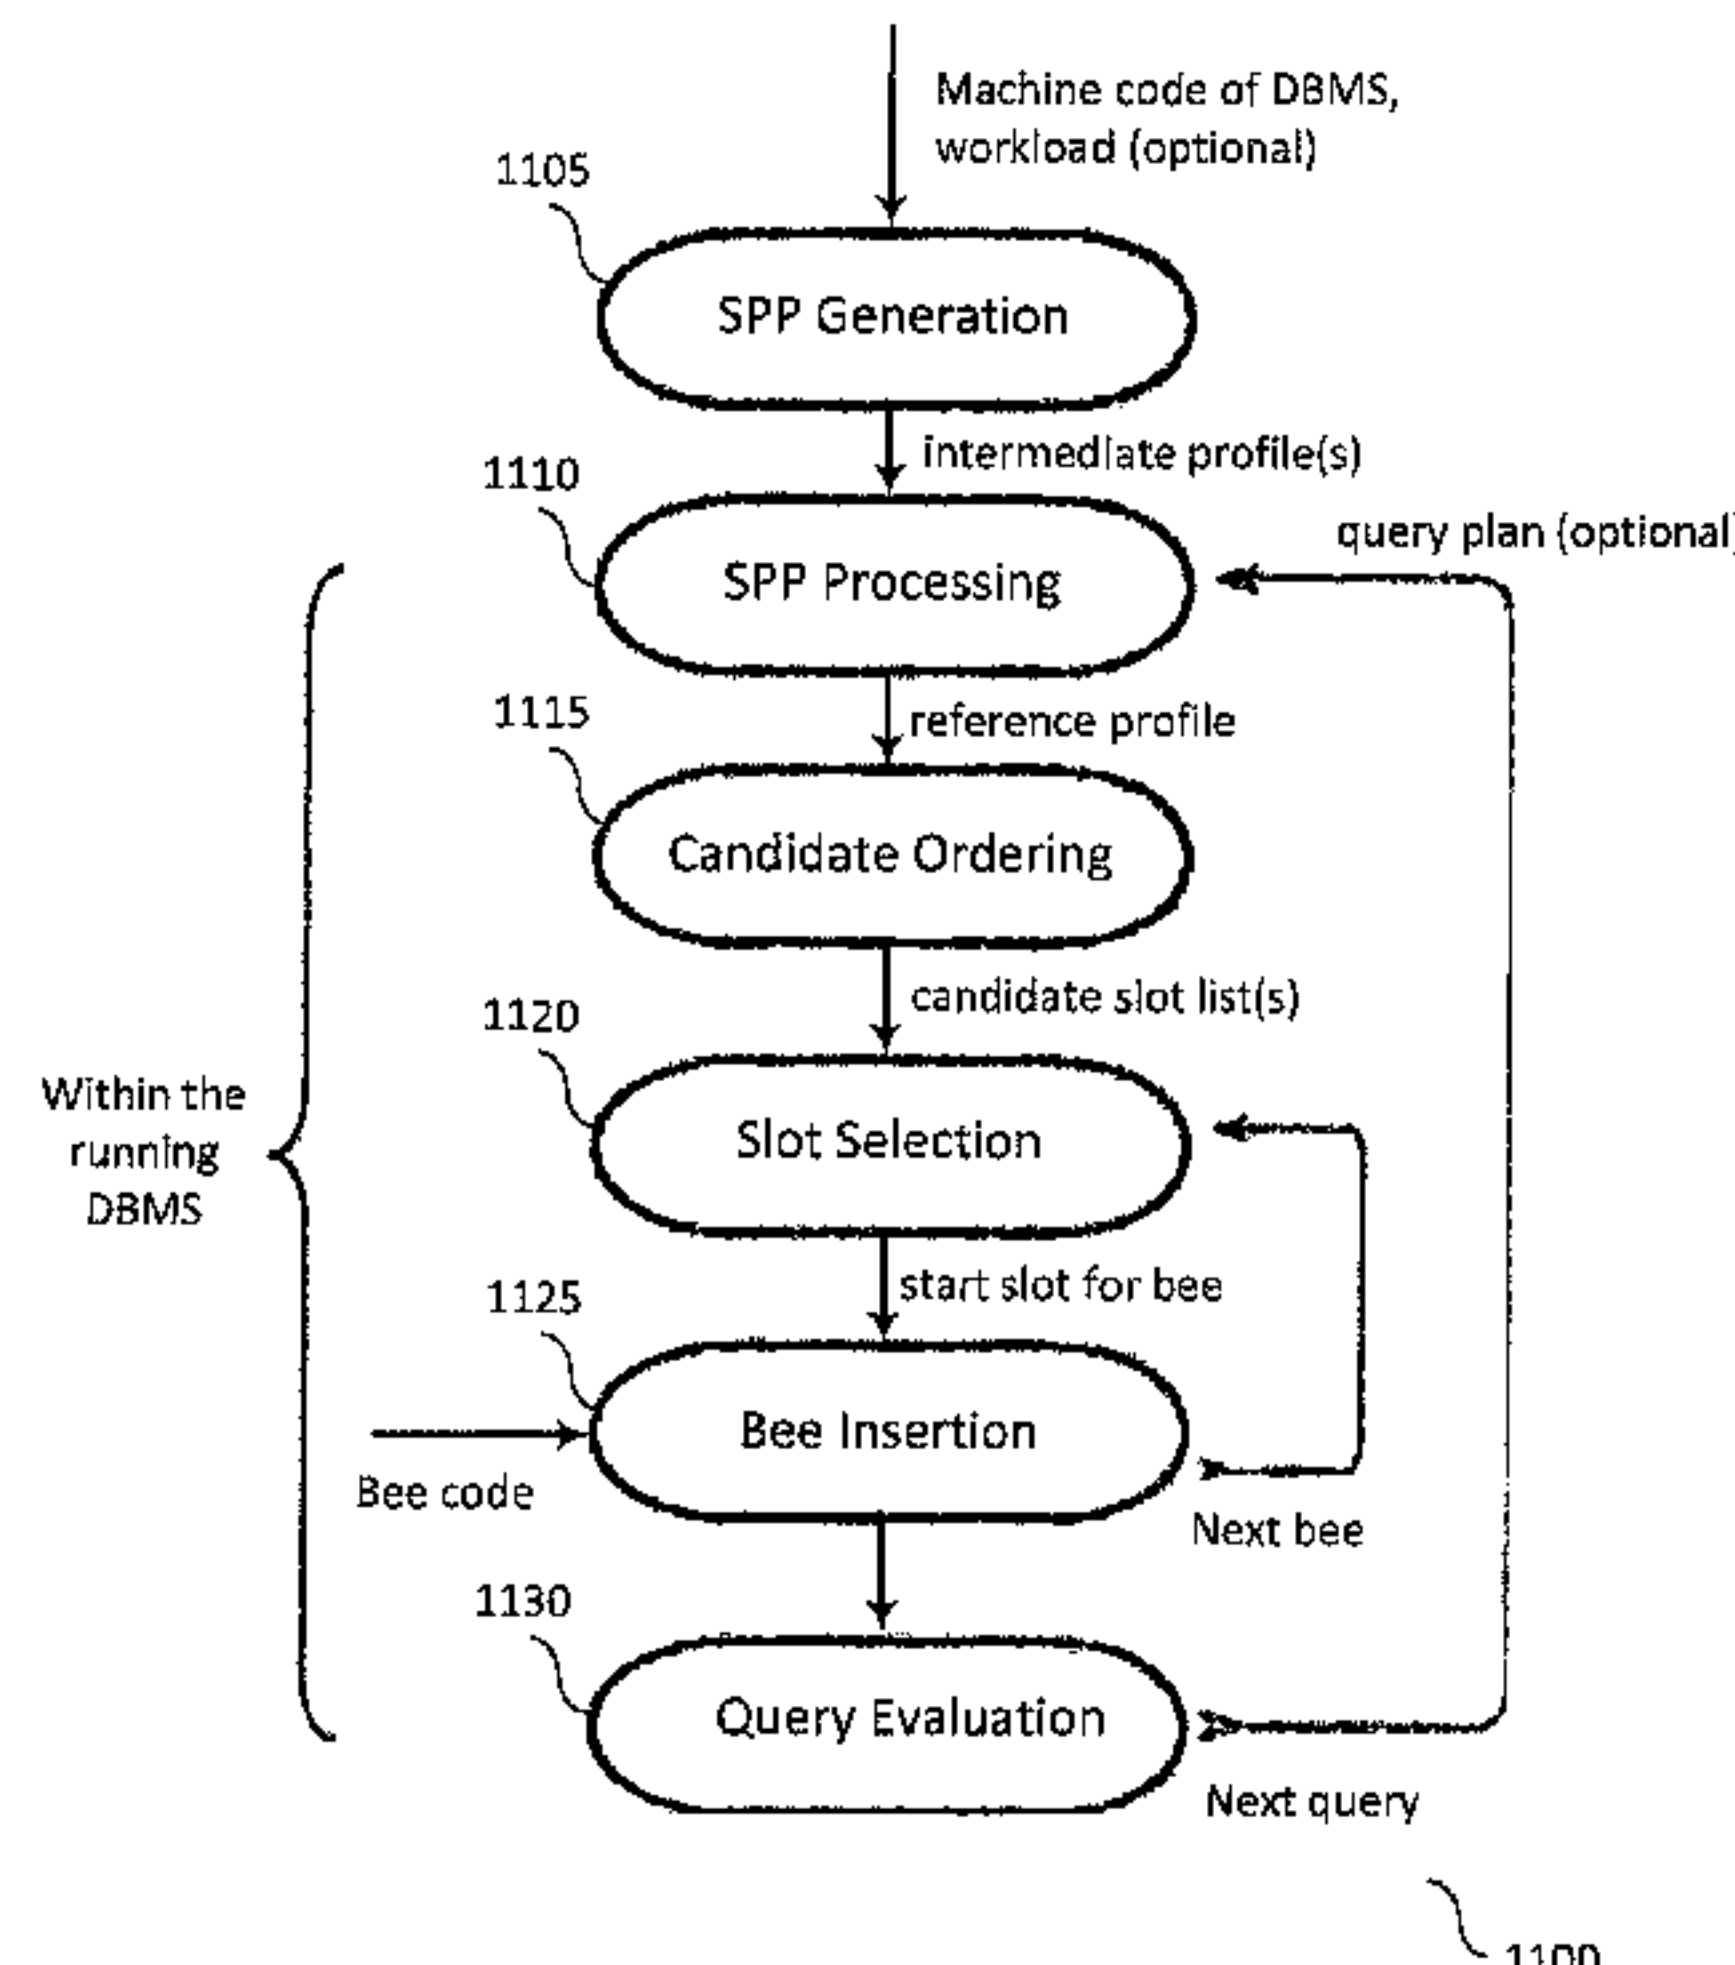 Machine code of DBMS,
workload (optional)
1105
SPP Generation
intermediate profile(s)
1110
query plan (optional)
SPP Processing
1115
reference profile
Candidate Ordering
candidate slot list(s)
1120
Within the
running
DBMS
Slot Selection
start slot for bee
1125
Bee Insertion
Bee code
Next bee
1130
Query Evaluation
Next query
1100